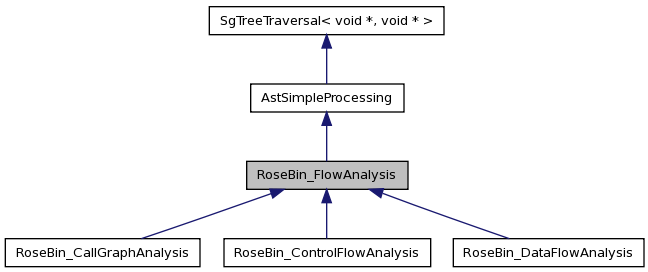 SgTreeTraversal< void *, void * >
AstSimpleProcessing
RoseBin_FlowAnalysis
RoseBin_CallGraphAnalysis
RoseBin_ControlFlowAnalysis
RoseBin_DataFlowAnalysis